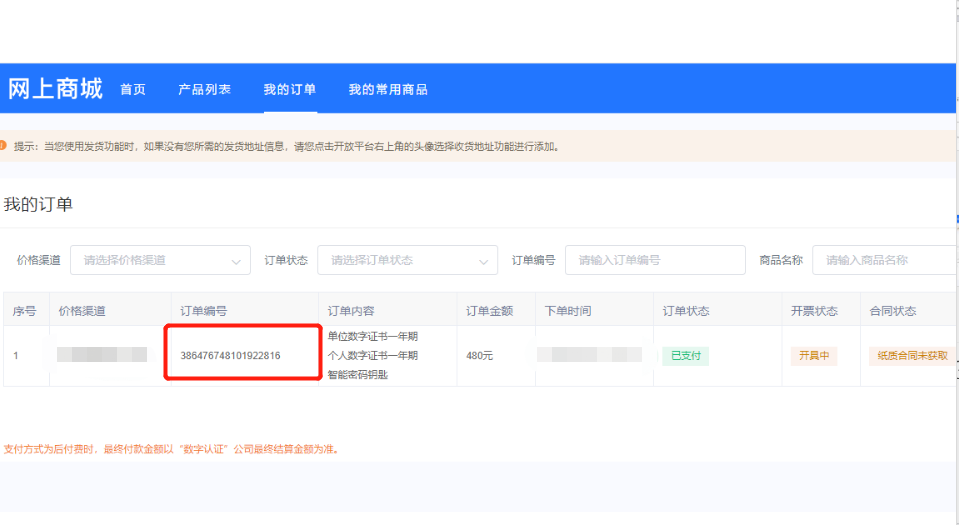 网上商城 首页 产品列表 我的订单 我的常用商品
提示：当您使用发货功能时，如果没有您所需的发货地址信息，请您点击开放平台右上角的头像选择收货地址功能进行添加。
我的订单
价格渠道 请选择价格渠道 订单状态 请选择订单状态 订单编号 请输入订单编号 商品名称 请输入商品名称
序号 价格渠道 订单编号 订单内容 订单金额 下单时间 订单状态 开票状态 合同状态
单位数字证书一年期
1 386476748101922816 个人数字证书一年期 480元 已支付 开具中 纸质合同未获取
智能密码钥匙
支付方式为后付费时，最终付款金额以“数字认证”公司最终结算金额为准。